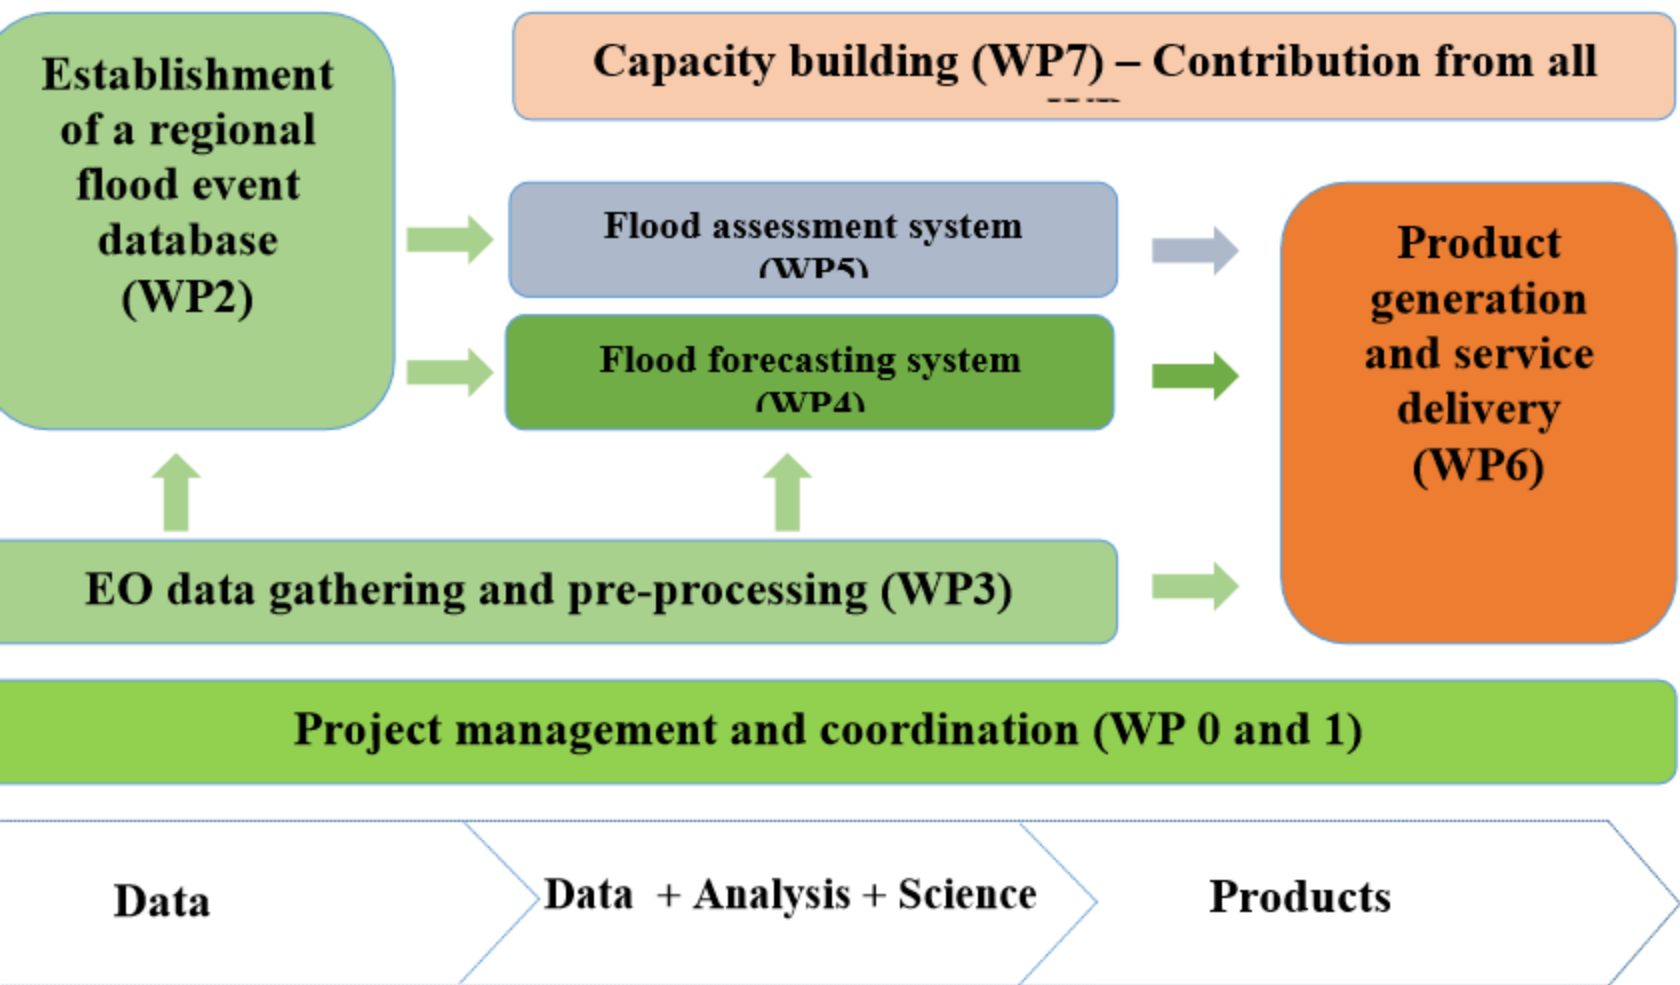 Establishment
of a regional
flood event
database
(WP2)
Capacity building (WP7) – Contribution from all
Flood assessment system
(WP5)
Flood forecasting system
(WP4)
Product
generation
and service
delivery
(WP6)
EO data gathering and pre-processing (WP3)
Project management and coordination (WP 0 and 1)
Data
Data + Analysis + Science
Products